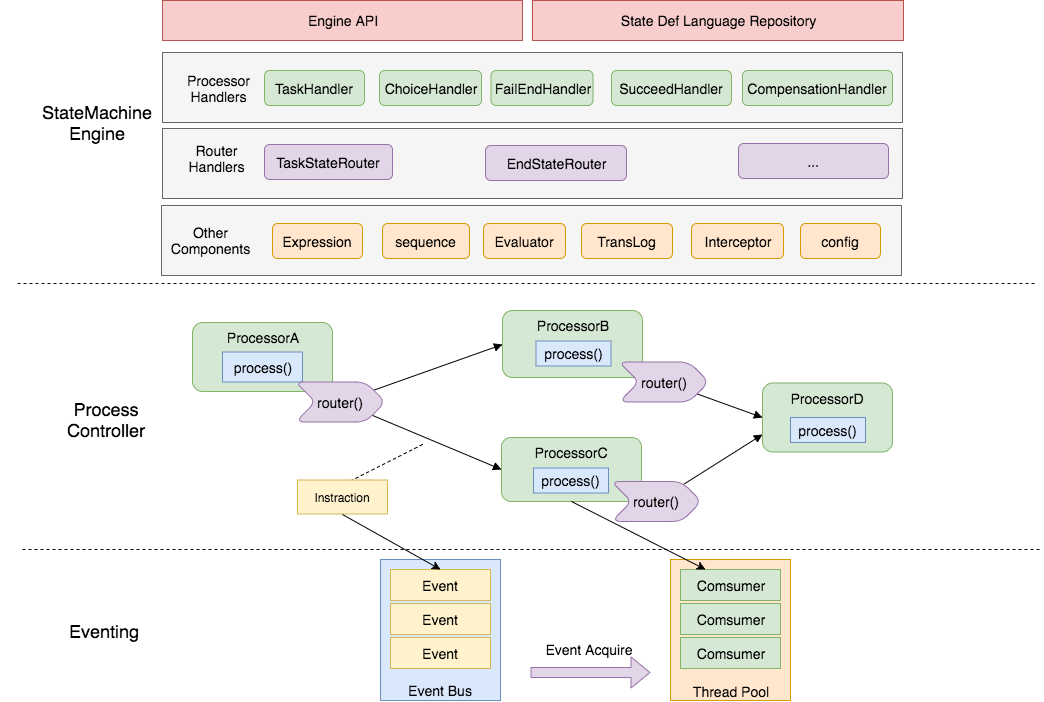 Engine API
State Def Language Repository
StateMachine
Engine
Processor
Handlers
TaskHandler
ChoiceHandler
FailEndHandler
SucceedHandler
CompensationHandler
Router
Handlers
TaskStateRouter
EndStateRouter
...
Other
Components
Expression
sequence
Evaluator
TransLog
Interceptor
config
Process
Controller
ProcessorA
process()
router()
ProcessorB
process()
router()
ProcessorC
process()
router()
ProcessorD
process()
Instraction
Eventing
Event
Event
Event
Event Bus
Event Acquire
Comsumer
Comsumer
Comsumer
Thread Pool